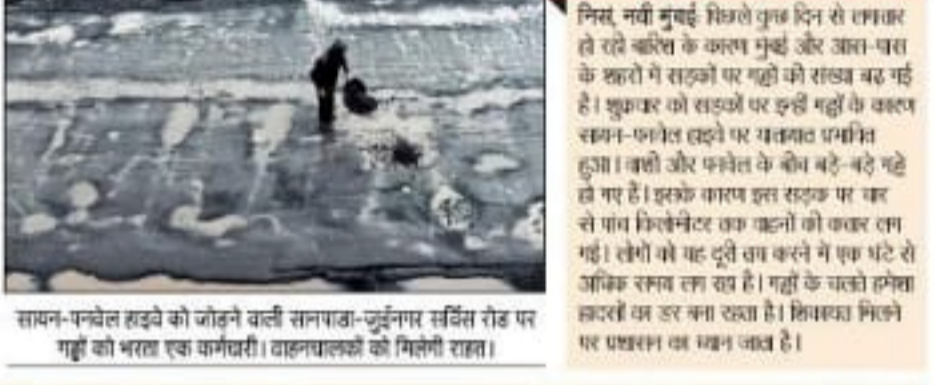 सायन-पनवेल हाइवे को जोड़ने वाली सानपाडा-जुईनगर सर्विस रोड पर
गड्ढों को भरता एक कर्मचारी। वाहनचालकों को मिलेगी राहत।
निसं, नवी मुंबई: पिछले कुछ दिन से लगातार
हो रही बारिश के कारण मुंबई और आस-पास
के शहरों में सड़कों पर गड्ढों की संख्या बढ़ गई
है। शुक्रवार को सड़कों पर इन्हीं गड्ढों के कारण
सायन-पनवेल हाइवे पर यातायात प्रभावित
हुआ। वाशी और पनवेल के बीच बड़े-बड़े गड्ढे
हो गए हैं। इसके कारण इस सड़क पर चार
से पांच किलोमीटर तक वाहनों की कतार लग
गई। लोगों को यह दूरी तय करने में एक घंटे से
अधिक समय लग रहा है। गड्ढों के चलते हमेशा
हादसों का डर बना रहता है। शिकायत मिलने
पर प्रशासन का ध्यान जाता है।